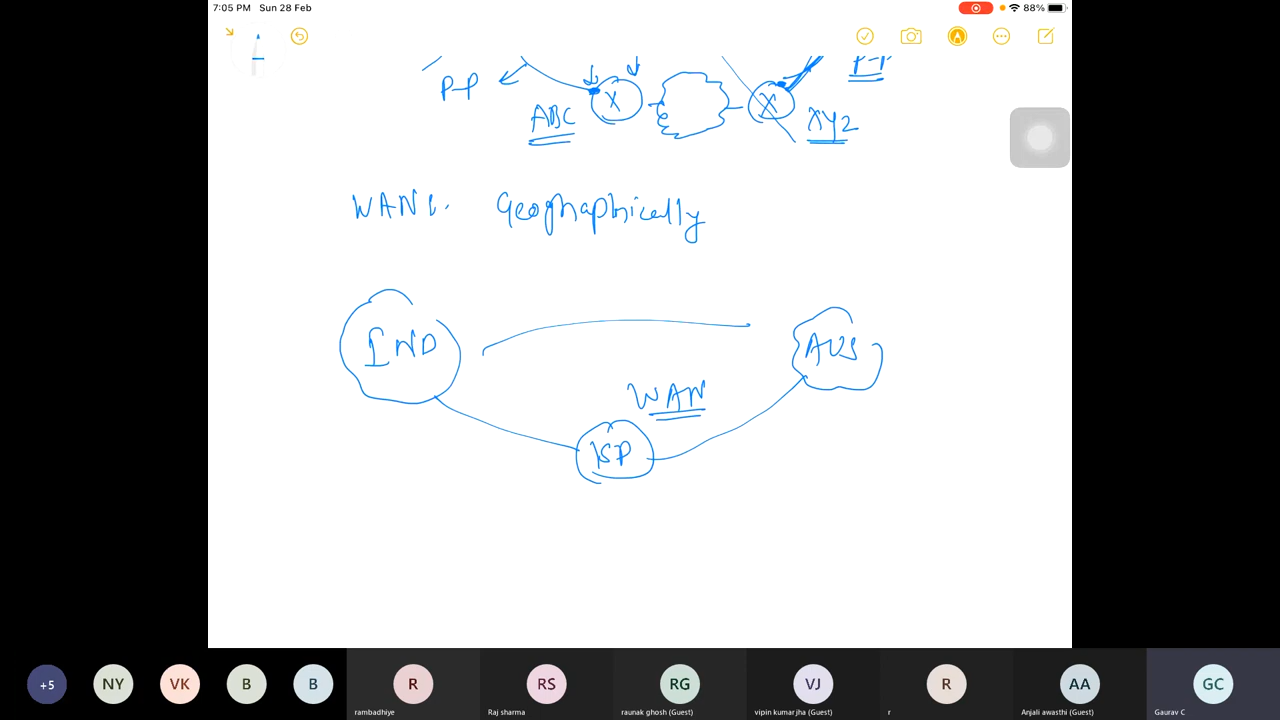 7:05 PM Sun 28 Feb
88%
P-P
P-P
X
X
ABC
XYZ
WAN
Geographically
IND
AUS
WAN
ISP
+5
NY
VK
B
B
R
RS
RG
VJ
R
AA
GC
rambadhiye
Raj sharma
raunak ghosh (Guest)
vipin kumar jha (Guest)
r
Anjali awasthi (Guest)
Gaurav C